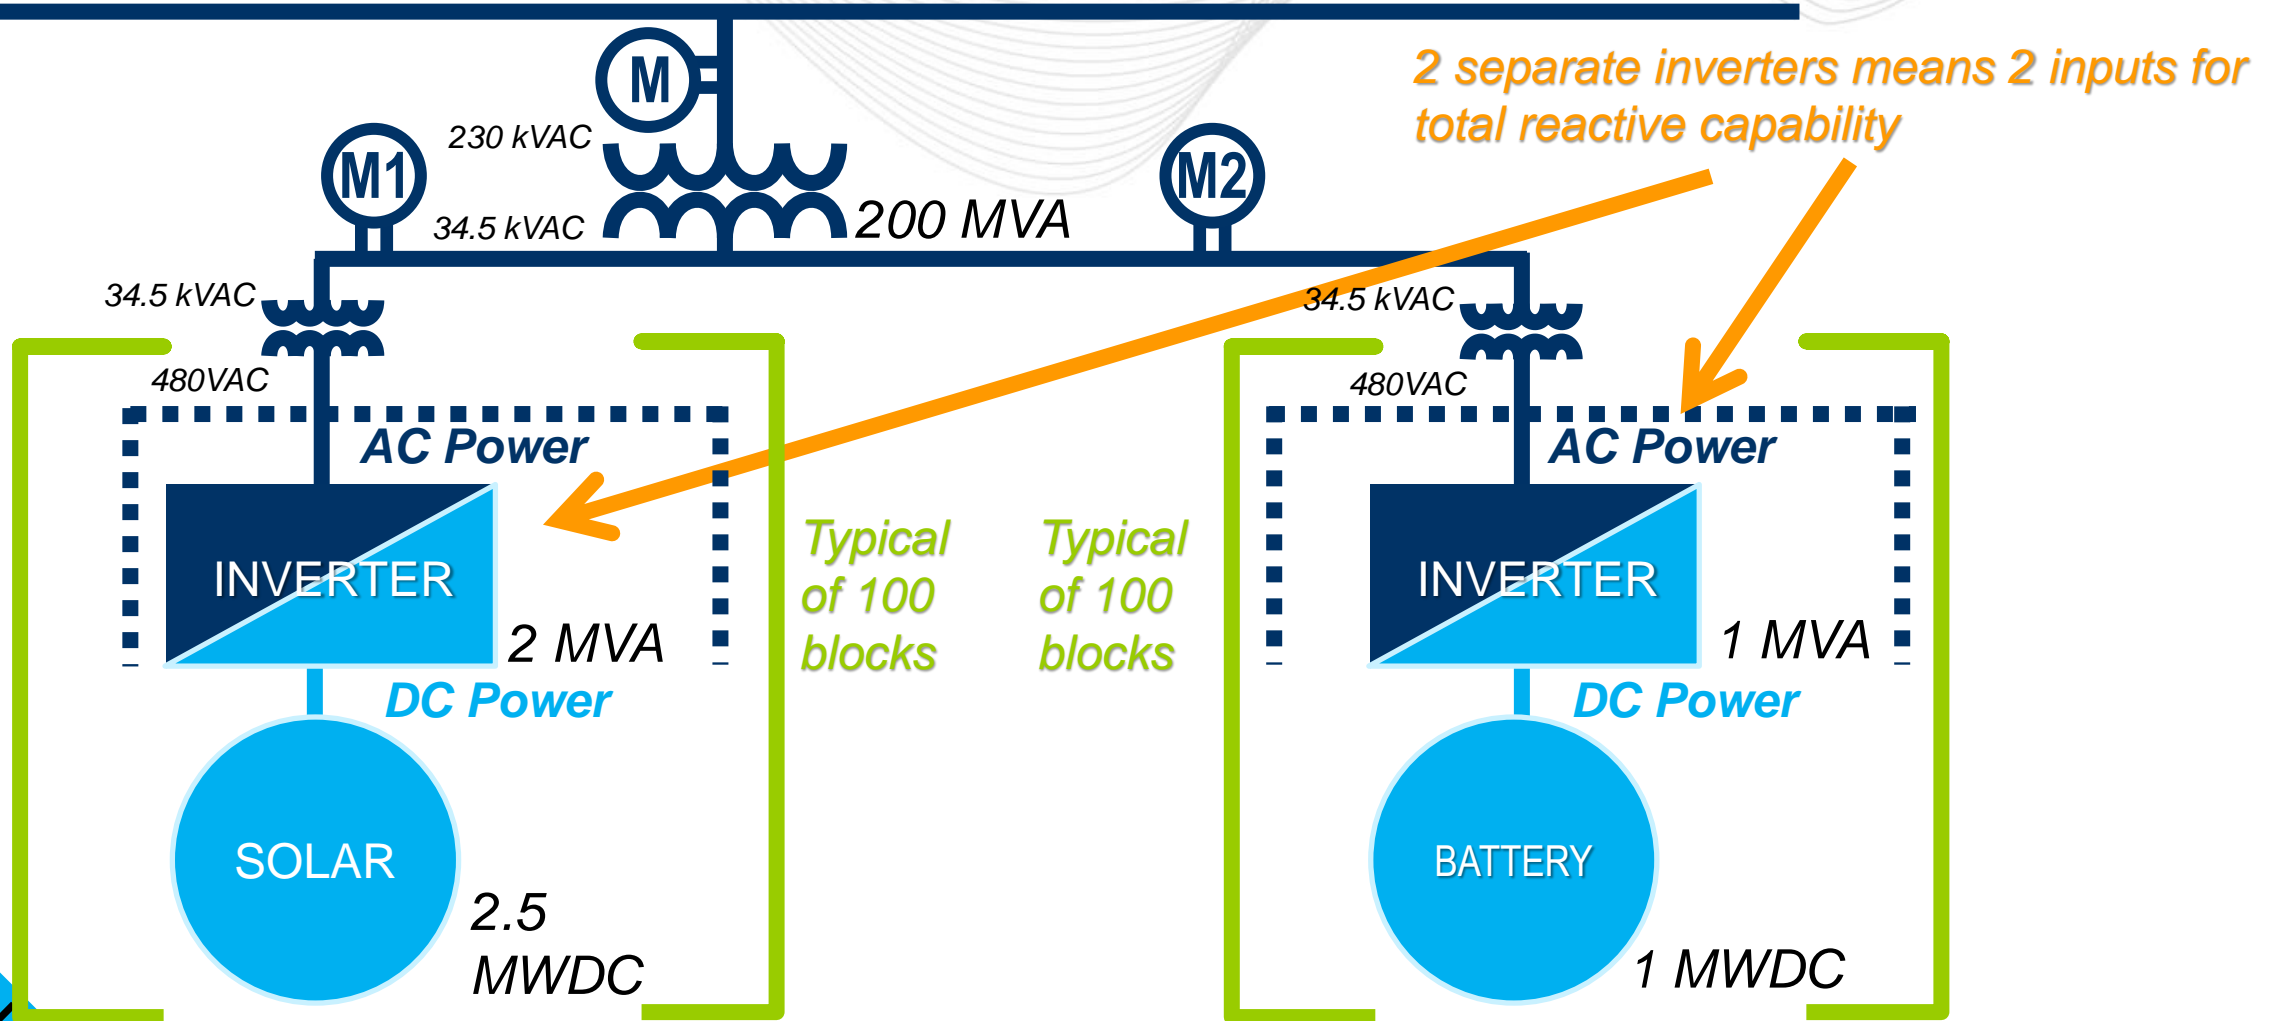 2 separate inverters means 2 inputs for
total reactive capability
M
230 kVAC
M1
M2
34.5 kVAC
200 MVA
34.5 kVAC
34.5 kVAC
480VAC
480VAC
AC Power
AC Power
Typical
of 100
blocks
Typical
of 100
blocks
INVERTER
INVERTER
2 MVA
1 MVA
DC Power
DC Power
SOLAR
BATTERY
2.5
MWDC
1 MWDC